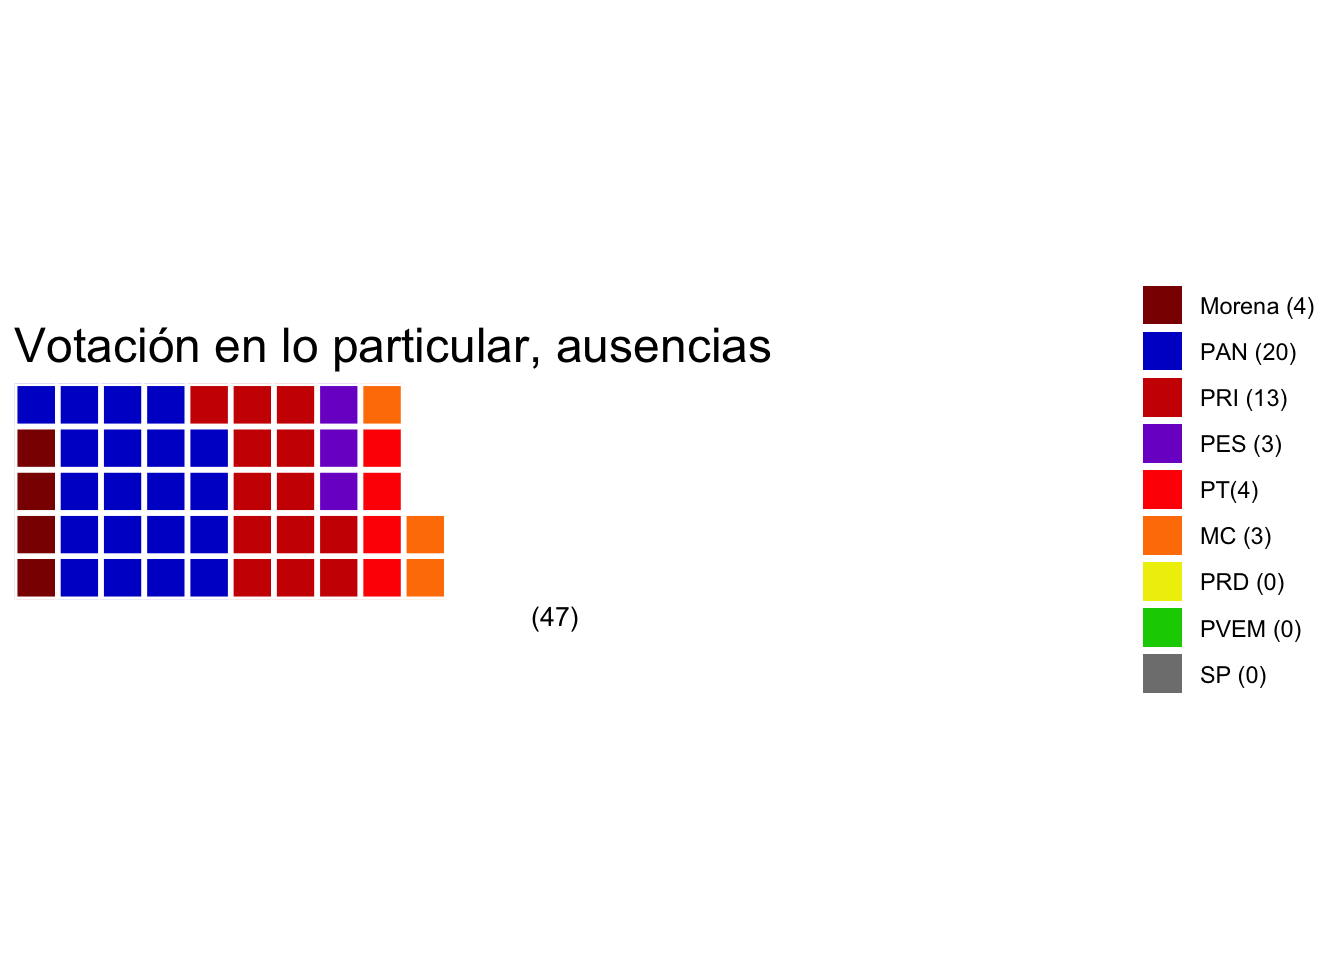 Votación en lo particular, ausencias
(47)
Morena (4)
PAN (20)
PRI (13)
PES (3)
PT(4)
MC (3)
PRD (0)
PVEM (0)
SP (0)